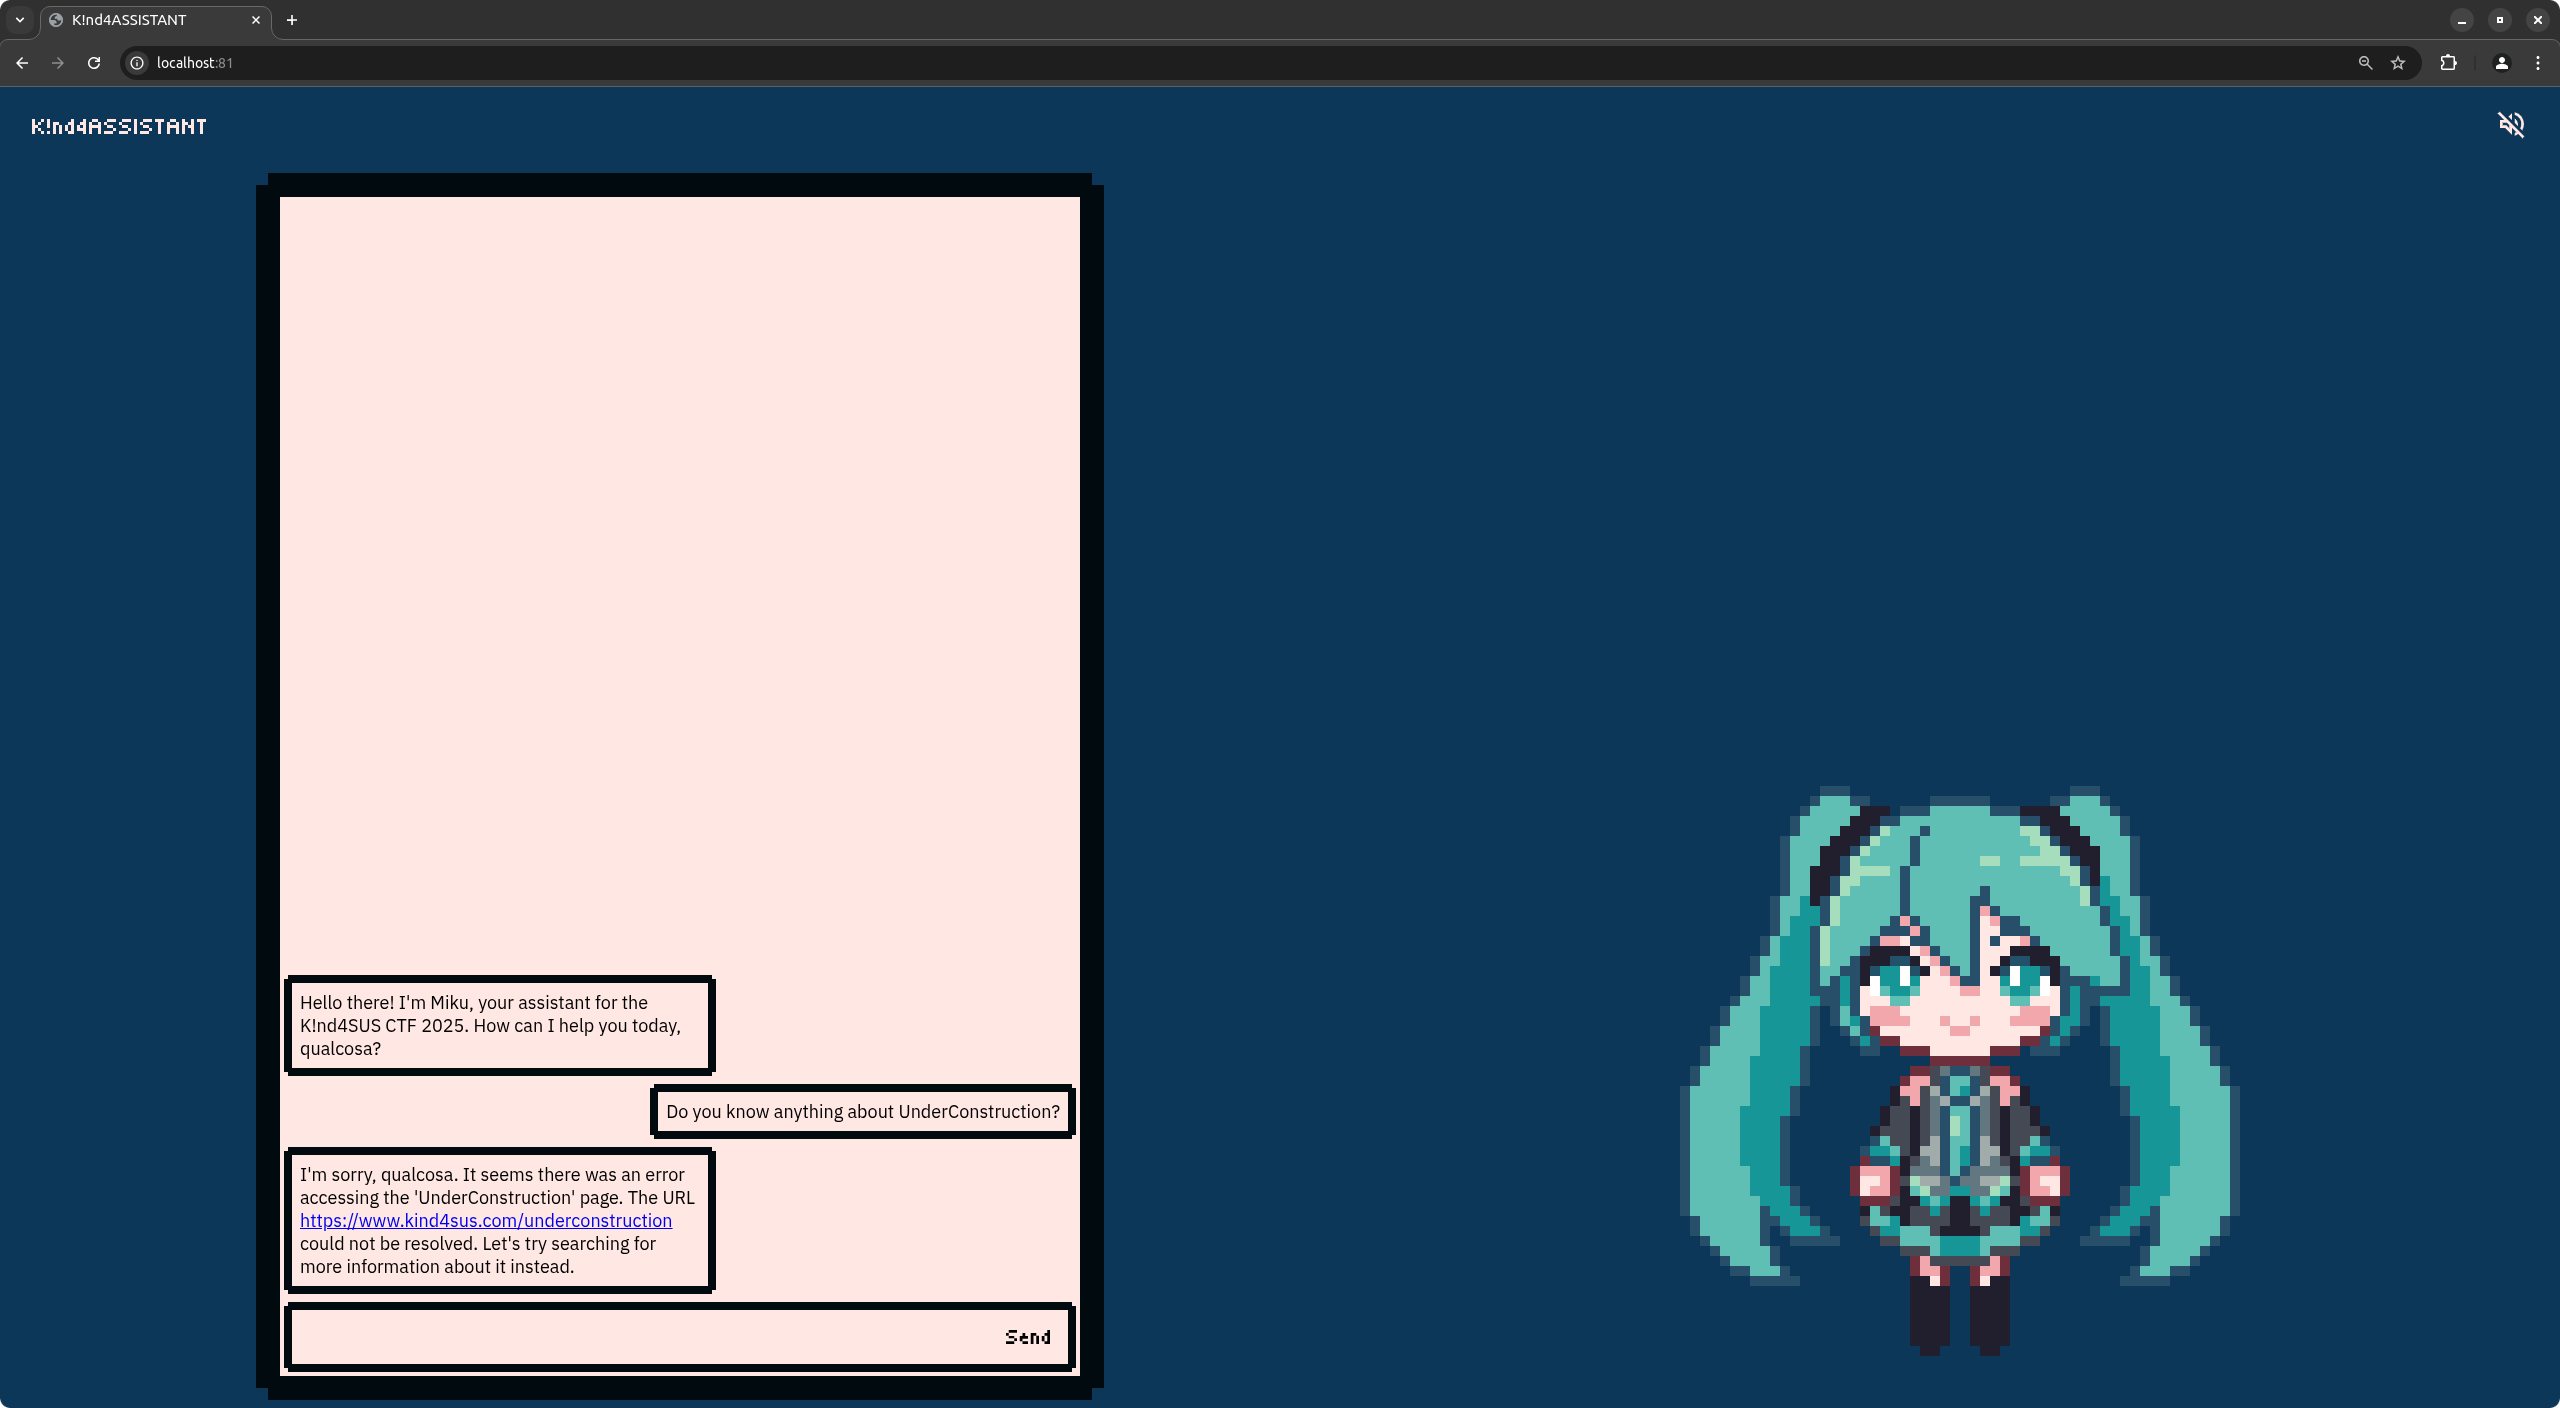 K!nd4ASSISTANT
localhost:81
K!nd4ASSISTANT
Hello there! I'm Miku, your assistant for the
K!nd4SUS CTF 2025. How can I help you today,
qualcosa?
Do you know anything about UnderConstruction?
I'm sorry, qualcosa. It seems there was an error
accessing the 'UnderConstruction' page. The URL
https://www.kind4sus.com/underconstruction
could not be resolved. Let's try searching for
more information about it instead.
Send